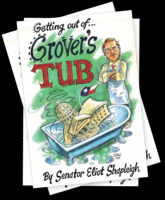 Getting out of...
Grover's
TUB
By Senator Eliot Shapleigh